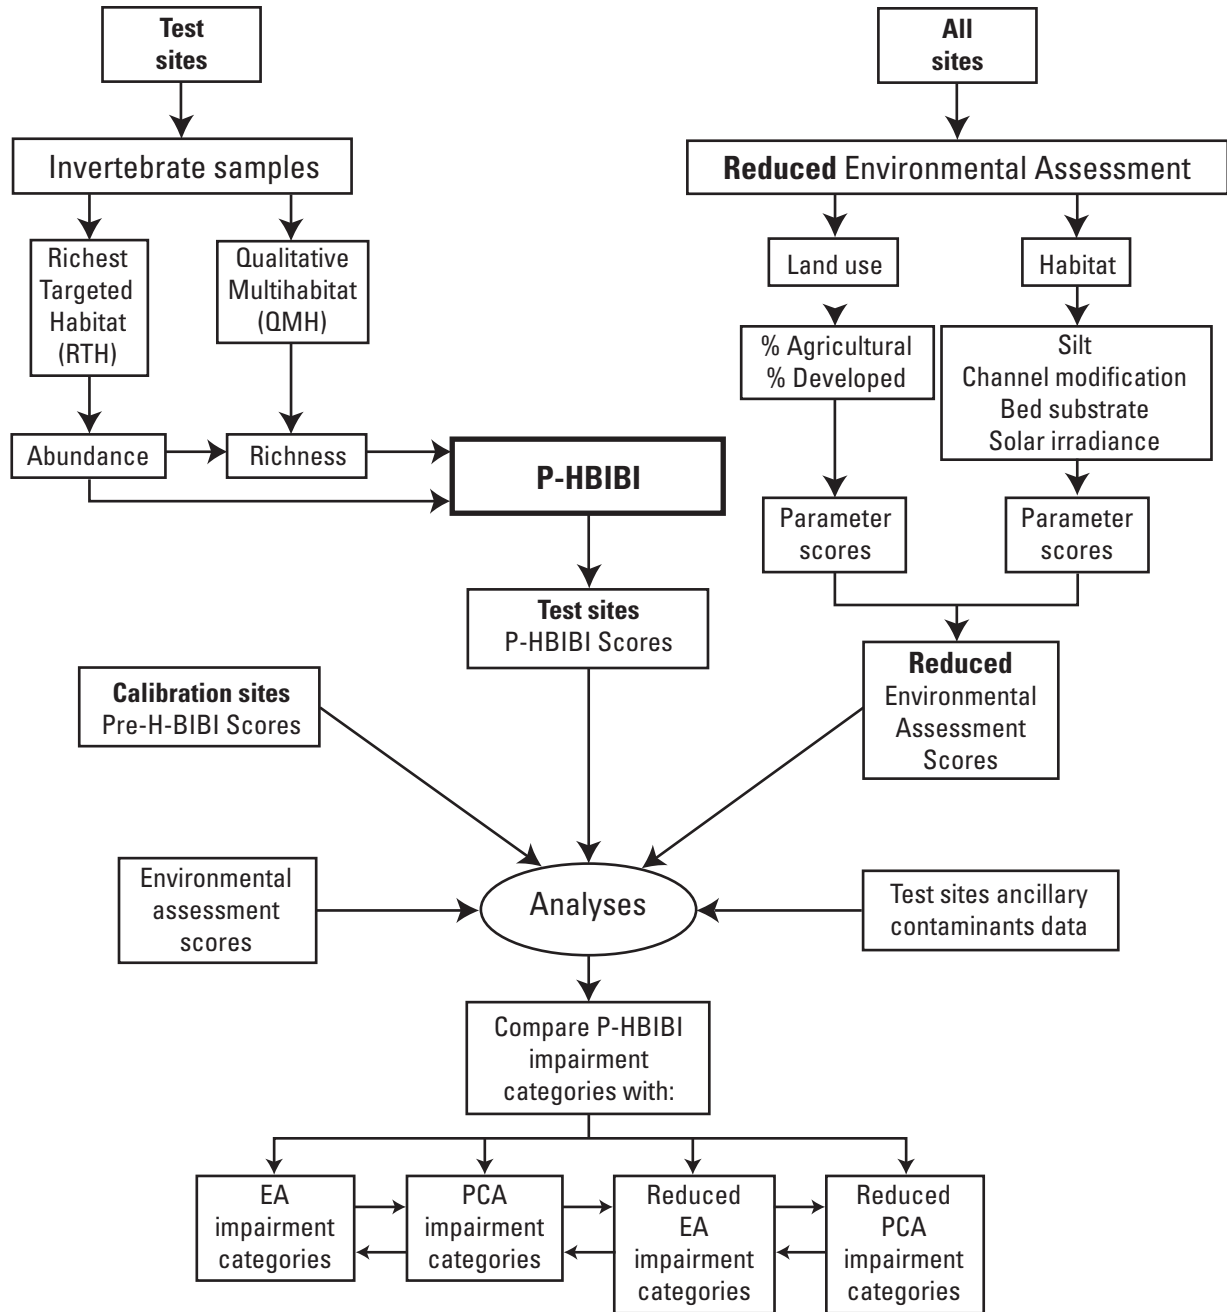 Test
sites
All
sites
Invertebrate samples
Reduced Environmental Assessment
Richest
Targeted
Habitat
(RTH)
Qualitative
Multihabitat
(QMH)
Land use
Habitat
% Agricultural
% Developed
Silt
Channel modification
Bed substrate
Solar irradiance
Abundance
Richness
P-HBIBI
Parameter
scores
Parameter
scores
Test sites
P-HBIBI Scores
Reduced
Environmental
Assessment
Scores
Calibration sites
Pre-H-BIBI Scores
Environmental
assessment
scores
Analyses
Test sites ancillary
contaminants data
Compare P-HBIBI
impairment
categories with:
EA
impairment
categories
PCA
impairment
categories
Reduced
EA
impairment
categories
Reduced
PCA
impairment
categories